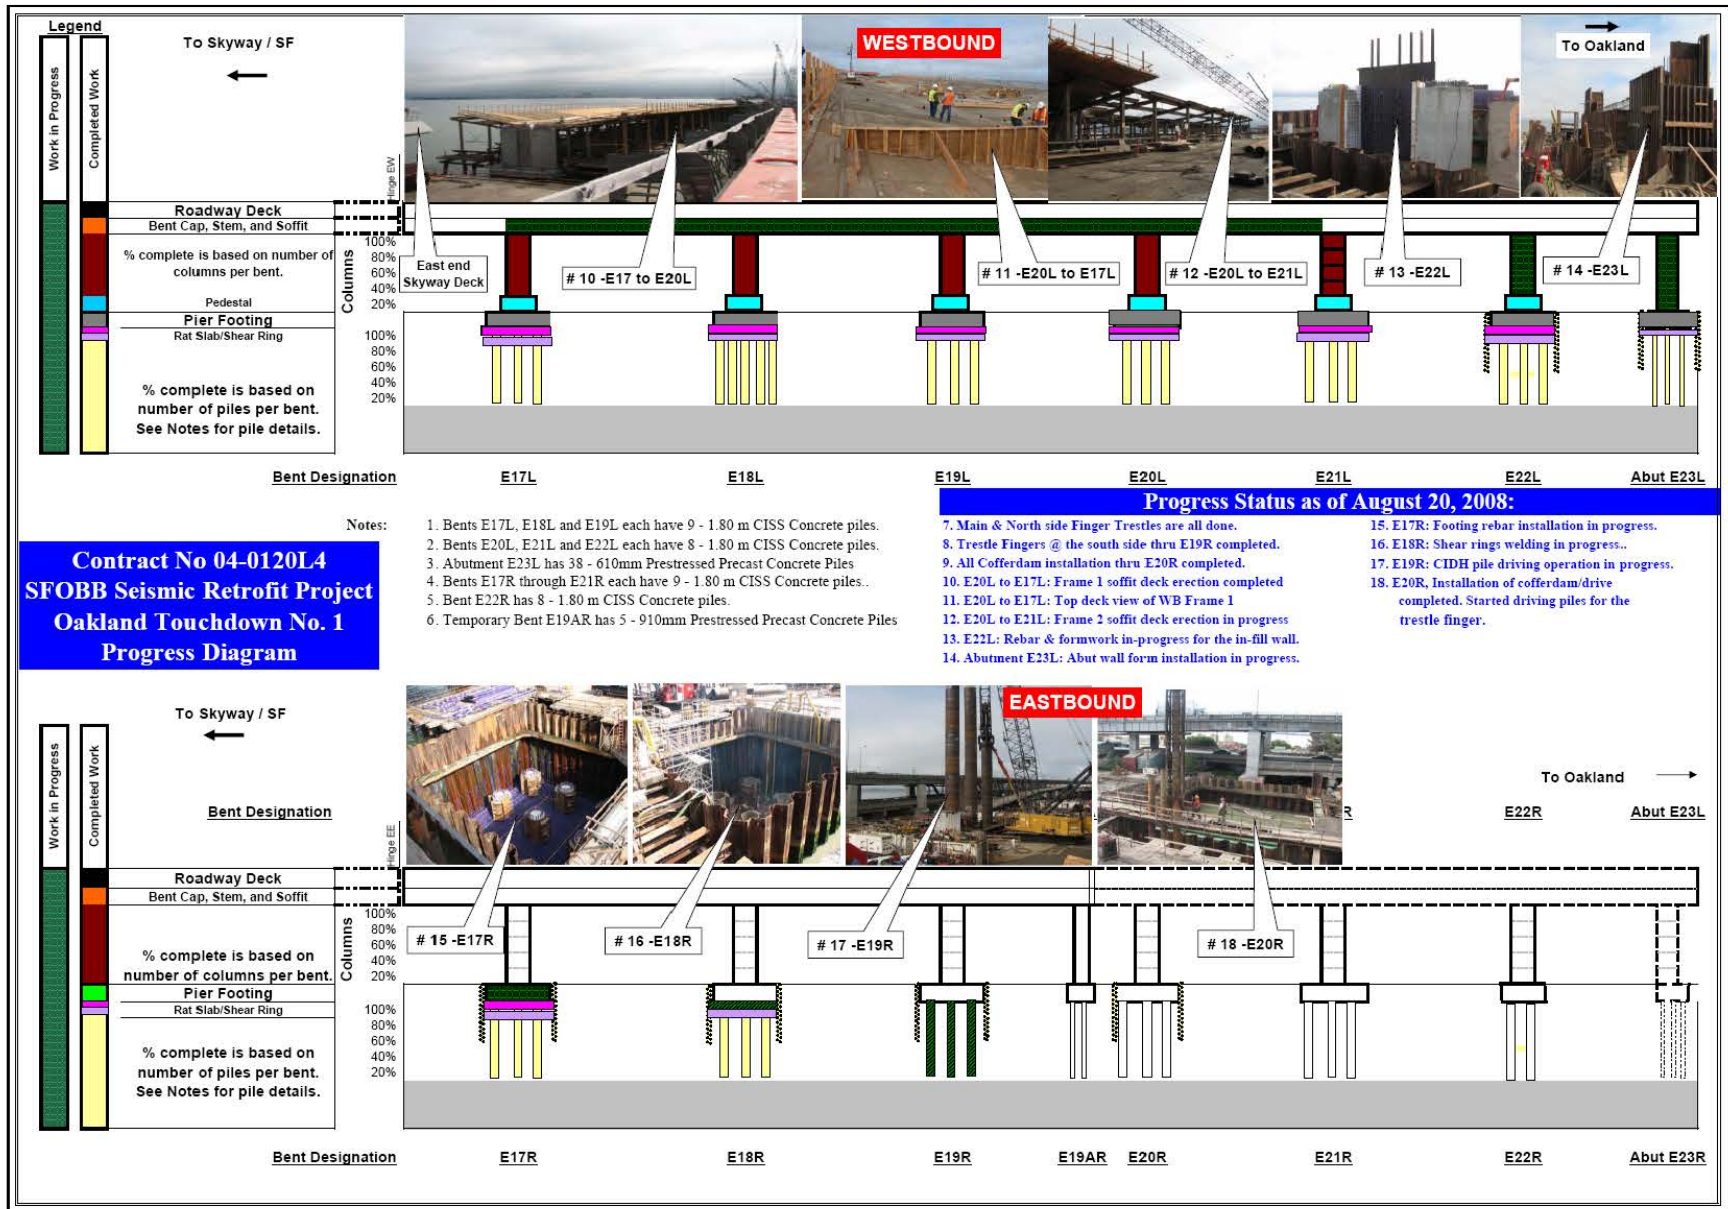 Legend
To Skyway / SF
WESTBOUND
To Oakland
Work in Progress
Completed Work
Hinge EW
Roadway Deck
Bent Cap, Stem, and Soffit
% complete is based on number of
columns per bent.
Pedestal
Pier Footing
Rat Slab/Shear Ring
% complete is based on
number of piles per bent.
See Notes for pile details.
Columns
100%
80%
60%
40%
20%
100%
80%
60%
40%
20%
East end
Skyway Deck
# 10 -E17 to E20L
# 11 -E20L to E17L
# 12 -E20L to E21L
# 13 -E22L
# 14 -E23L
Bent Designation
E17L
E18L
E19L
E20L
E21L
E22L
Abut E23L
Contract No 04-0120L4
SFOBB Seismic Retrofit Project
Oakland Touchdown No. 1
Progress Diagram
Notes:
1. Bents E17L, E18L and E19L each have 9 - 1.80 m CISS Concrete piles.
2. Bents E20L, E21L and E22L each have 8 - 1.80 m CISS Concrete piles.
3. Abutment E23L has 38 - 610mm Prestressed Precast Concrete Piles
4. Bents E17R through E21R each have 9 - 1.80 m CISS Concrete piles..
5. Bent E22R has 8 - 1.80 m CISS Concrete piles.
6. Temporary Bent E19AR has 5 - 910mm Prestressed Precast Concrete Piles
Progress Status as of August 20, 2008:
7. Main & North side Finger Trestles are all done.
8. Trestle Fingers @ the south side thru E19R completed.
9. All Cofferdam installation thru E20R completed.
10. E20L to E17L: Frame 1 soffit deck erection completed
11. E20L to E17L: Top deck view of WB Frame 1
12. E20L to E21L: Frame 2 soffit deck erection in progress
13. E22L: Rebar & formwork in-progress for the in-fill wall.
14. Abutment E23L: Abut wall form installation in progress.
15. E17R: Footing rebar installation in progress.
16. E18R: Shear rings welding in progress..
17. E19R: CIDH pile driving operation in progress.
18. E20R, Installation of cofferdam/drive
completed. Started driving piles for the
trestle finger.
To Skyway / SF
EASTBOUND
To Oakland
Work in Progress
Completed Work
Bent Designation
Hinge EE
R
E22R
Abut E23L
Roadway Deck
Bent Cap, Stem, and Soffit
% complete is based on
number of columns per bent.
Pier Footing
Rat Slab/Shear Ring
% complete is based on
number of piles per bent.
See Notes for pile details.
Columns
100%
80%
60%
40%
20%
100%
80%
60%
40%
20%
# 15 -E17R
# 16 -E18R
# 17 -E19R
# 18 -E20R
Bent Designation
E17R
E18R
E19R
E19AR
E20R
E21R
E22R
Abut E23R